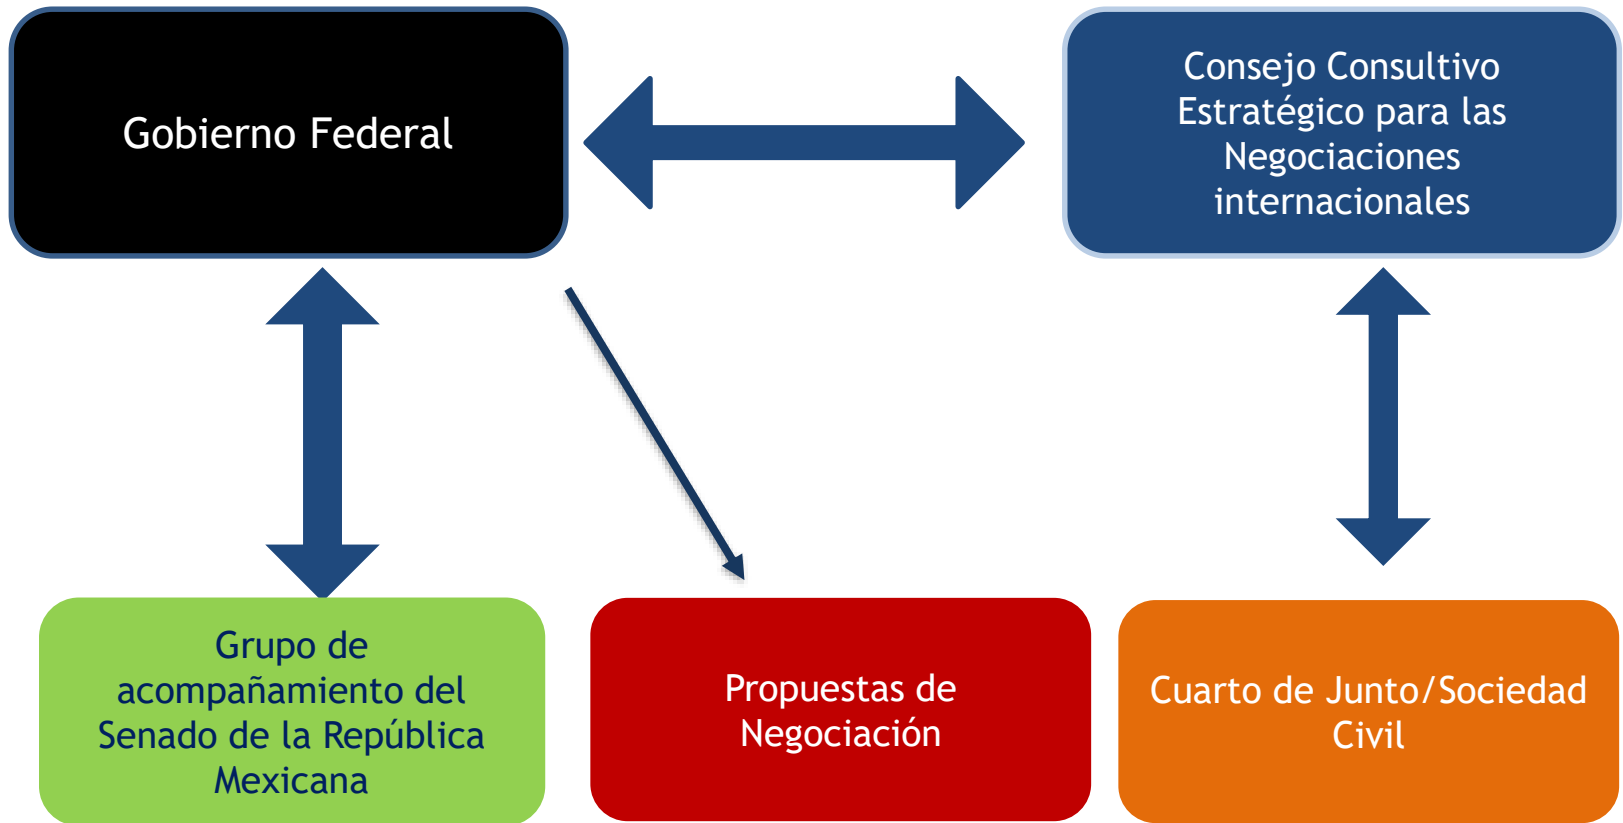 Gobierno Federal
Consejo Consultivo
Estratégico para las
Negociaciones
internacionales
Grupo de
acompañamiento del
Senado de la República
Mexicana
Propuestas de
Negociación
Cuarto de Junto/Sociedad
Civil